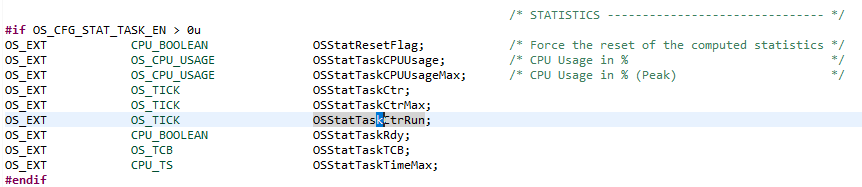 /* STATISTICS ------------------------------- */
#if OS_CFG_STAT_TASK_EN > 0u
OS_EXT CPU_BOOLEAN OSStatResetFlag; /* Force the reset of the computed statistics */
OS_EXT OS_CPU_USAGE OSStatTaskCPUUsage; /* CPU Usage in % */
OS_EXT OS_CPU_USAGE OSStatTaskCPUUsageMax; /* CPU Usage in % (Peak) */
OS_EXT OS_TICK OSStatTaskCtr;
OS_EXT OS_TICK OSStatTaskCtrMax;
OS_EXT OS_TICK OSStatTaskCtrRun;
OS_EXT CPU_BOOLEAN OSStatTaskRdy;
OS_EXT OS_TCB OSStatTaskTCB;
OS_EXT CPU_TS OSStatTaskTimeMax;
#endif